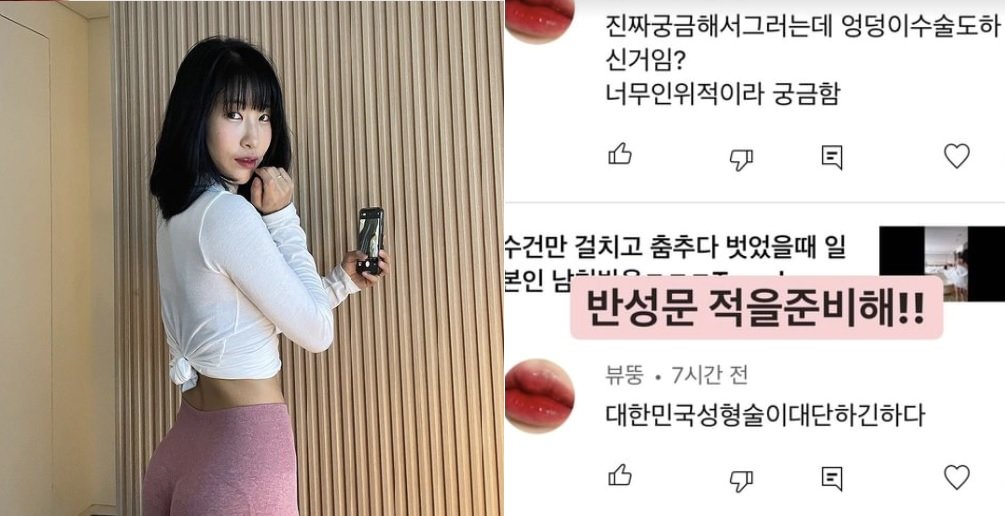 진짜궁금해서그러는데 엉덩이수술도하
신거임?
너무인위적이라 궁금함
수건만 걸치고 춤추다 벗었을때 일
본인
반성문 적을준비해!!
뷰뚱 • 7시간 전
대한민국성형술이대단하긴하다